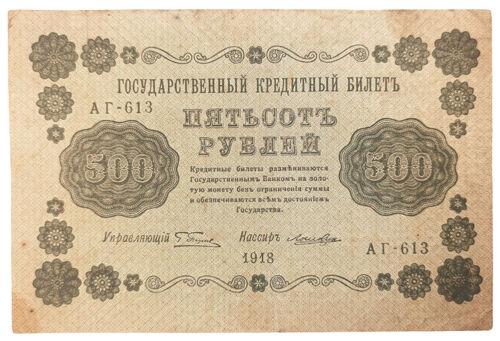 ГОСУДАРСТВЕННЫЙ КРЕДИТНЫЙ БИЛЕТЪ
АГ-613
ПЯТЬСОТЪ
РУБЛЕЙ
500
500
Кредитные билеты размѣниваются
Государственнымъ Банкомъ на золо-
тую монету безъ ограниченія суммы
и обезпечиваются всѣмъ достояніемъ
Государства.
Управляющій
Кассиръ
АГ-613
1918